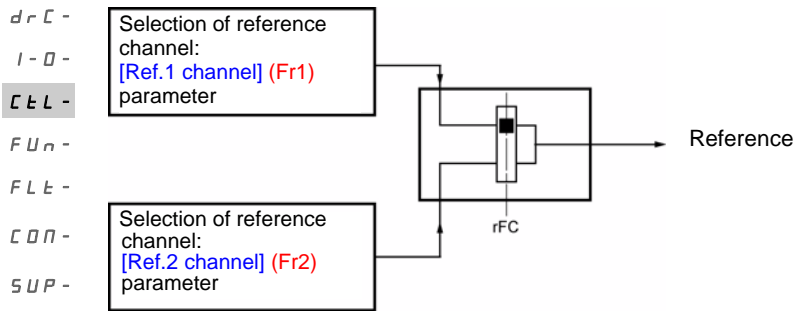 drC-
I-O-
CtL-
FUn-
FLt-
COn-
SUP-
Selection of reference
channel:
[Ref.1 channel] (Fr1)
parameter
Selection of reference
channel:
[Ref.2 channel] (Fr2)
parameter
rFC
Reference